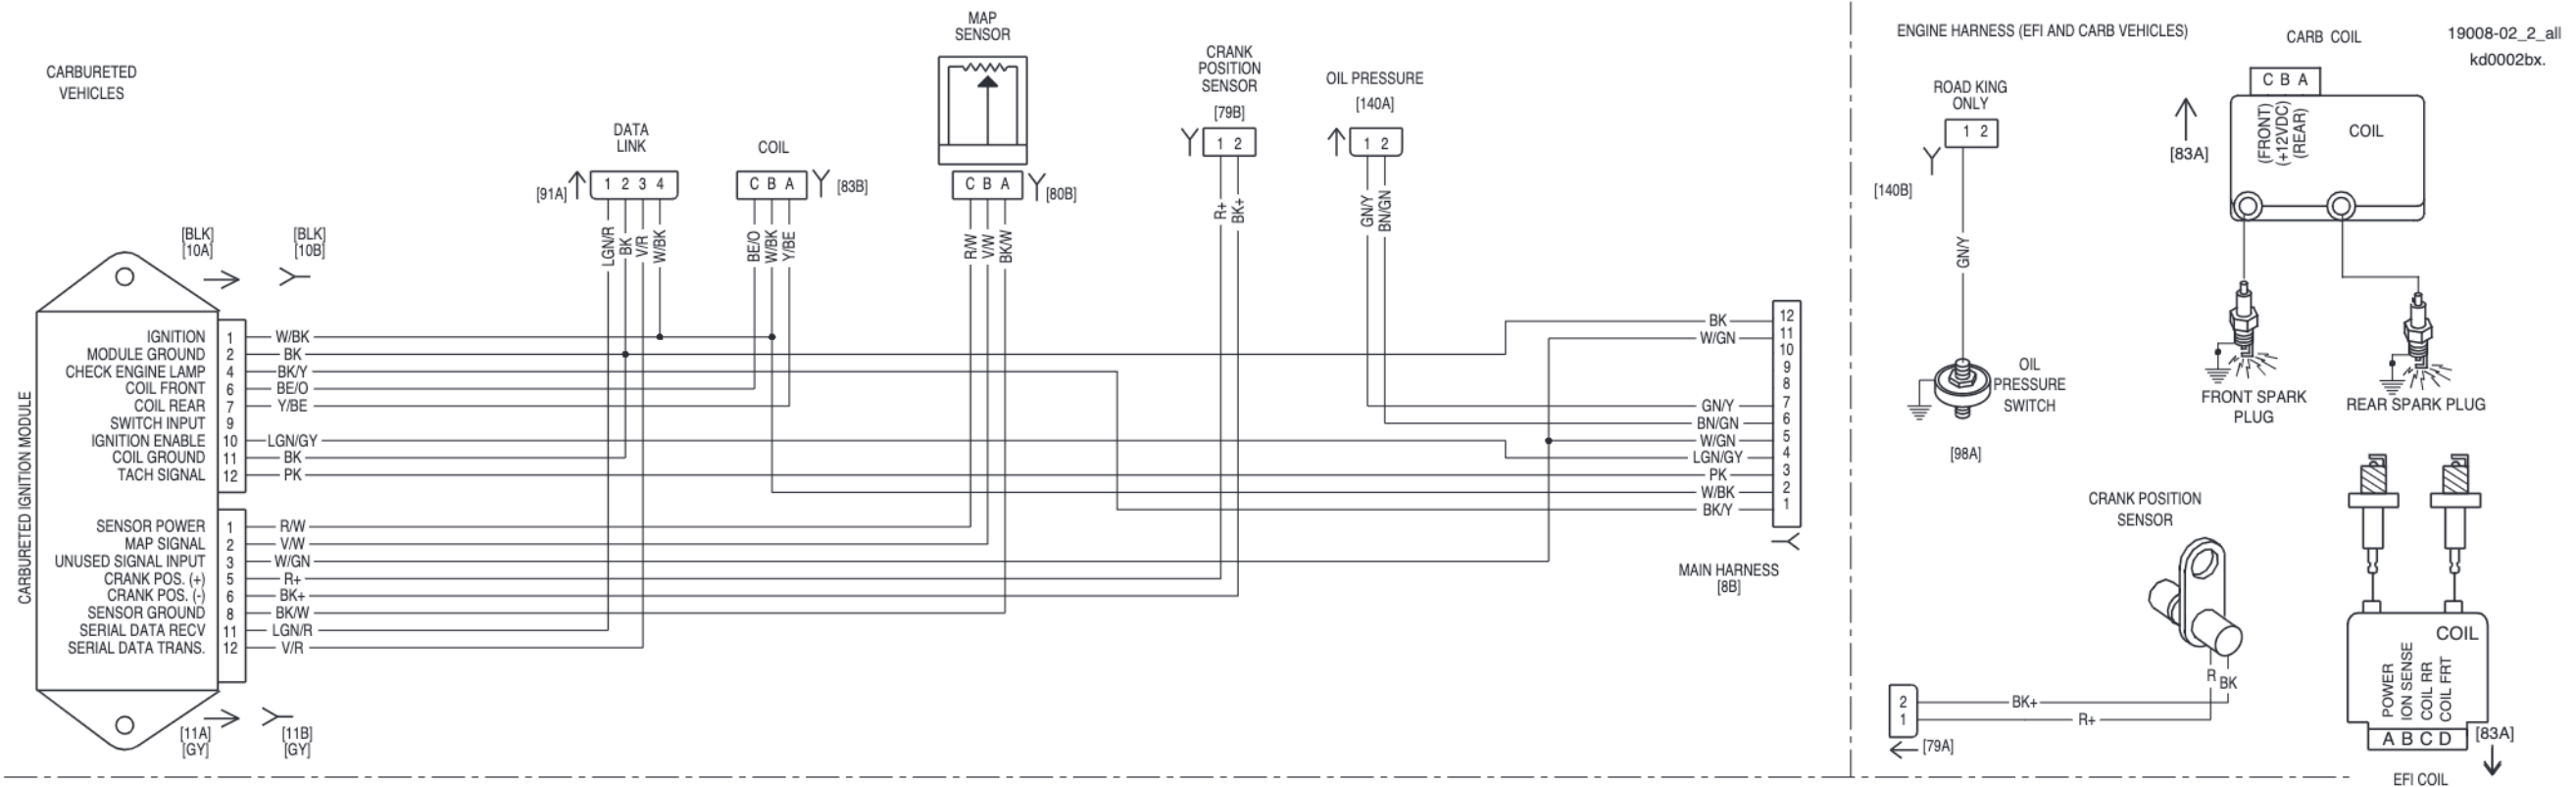 CARBURETED
VEHICLES
MAP
SENSOR
DATA
LINK
[91A]
1 2 3 4
COIL
C B A
[83B]
C B A
[80B]
CRANK
POSITION
SENSOR
[79B]
1 2
OIL PRESSURE
[140A]
1 2
LGN/R
BK
V/R
W/BK
BE/O
W/BK
Y/BE
R/W
V/W
BK/W
R+
BK+
GN/Y
BN/GN
[BLK]
[10A]
[BLK]
[10B]
CARBURETED IGNITION MODULE
IGNITION 1 W/BK
MODULE GROUND 2 BK
CHECK ENGINE LAMP 4 BK/Y
COIL FRONT 6 BE/O
COIL REAR 7 Y/BE
SWITCH INPUT 9
IGNITION ENABLE 10 LGN/GY
COIL GROUND 11 BK
TACH SIGNAL 12 PK
SENSOR POWER 1 R/W
MAP SIGNAL 2 V/W
UNUSED SIGNAL INPUT 3 W/GN
CRANK POS. (+) 5 R+
CRANK POS. (-) 6 BK+
SENSOR GROUND 8 BK/W
SERIAL DATA RECV 11 LGN/R
SERIAL DATA TRANS. 12 V/R
[11A]
[GY]
[11B]
[GY]
BK 12
W/GN 11
10
9
8
GN/Y 7
BN/GN 6
W/GN 5
LGN/GY 4
PK 3
W/BK 2
BK/Y 1
MAIN HARNESS
[8B]
ENGINE HARNESS (EFI AND CARB VEHICLES)
19008-02_2_all
kd0002bx.
ROAD KING
ONLY
1 2
[140B]
GN/Y
OIL
PRESSURE
SWITCH
[98A]
CARB COIL
C B A
[83A]
(FRONT)
(+12VDC)
(REAR)
COIL
FRONT SPARK
PLUG
REAR SPARK PLUG
CRANK POSITION
SENSOR
R
BK
2 BK+
1 R+
[79A]
COIL
POWER
ION SENSE
COIL RR
COIL FRT
A B C D
[83A]
EFI COIL